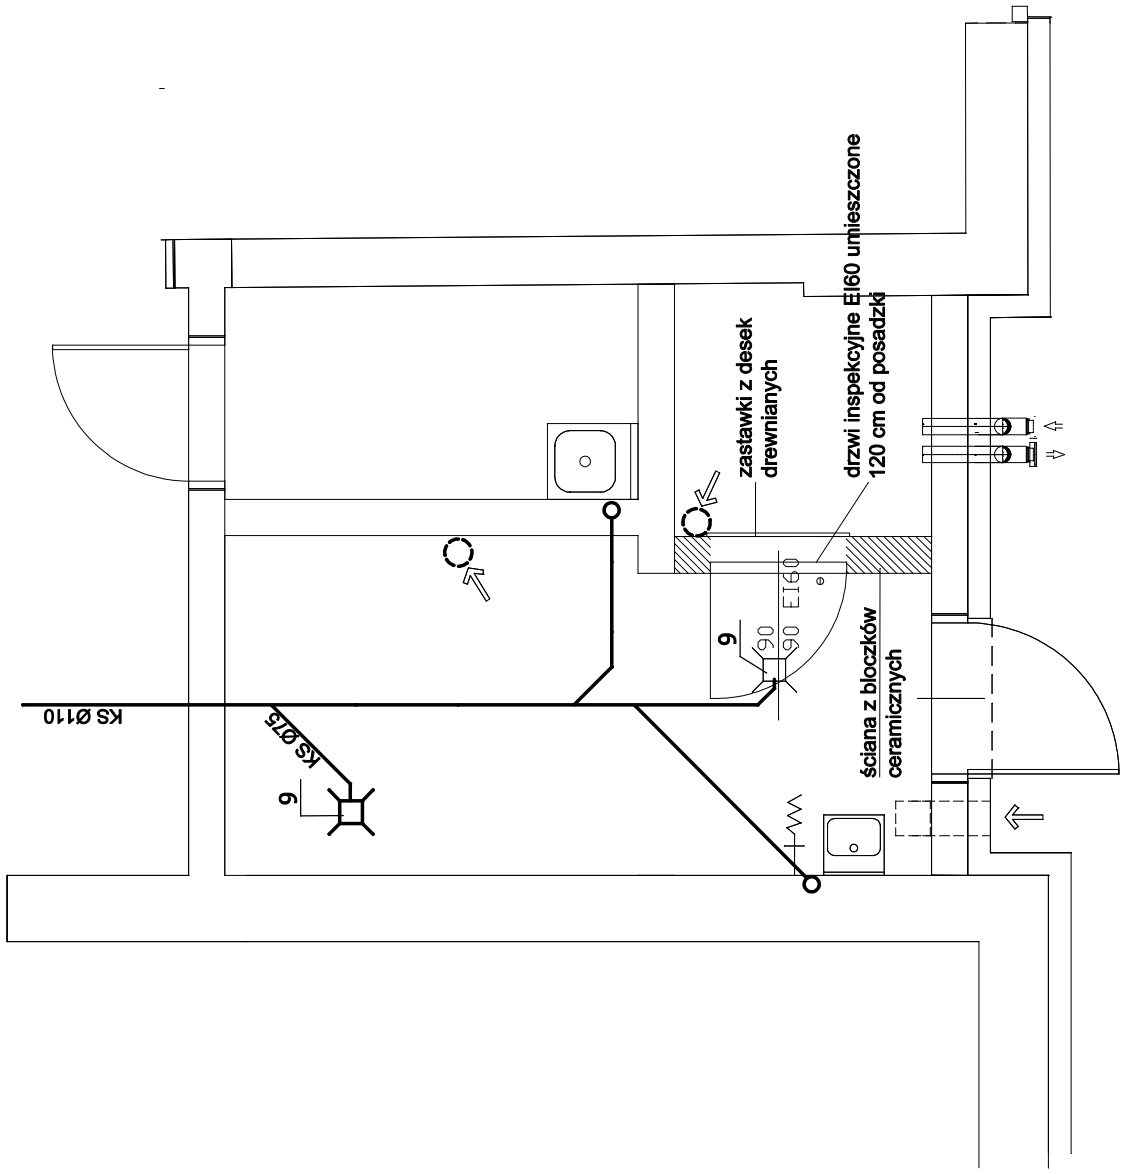 zastawki z desek
drewnianych
drzwi inspekcyjne EI60 umieszczone
120 cm od posadzki
9
90
90 EI60
ściana z bloczków
ceramicznych
KS Ø110
KS Ø75
9